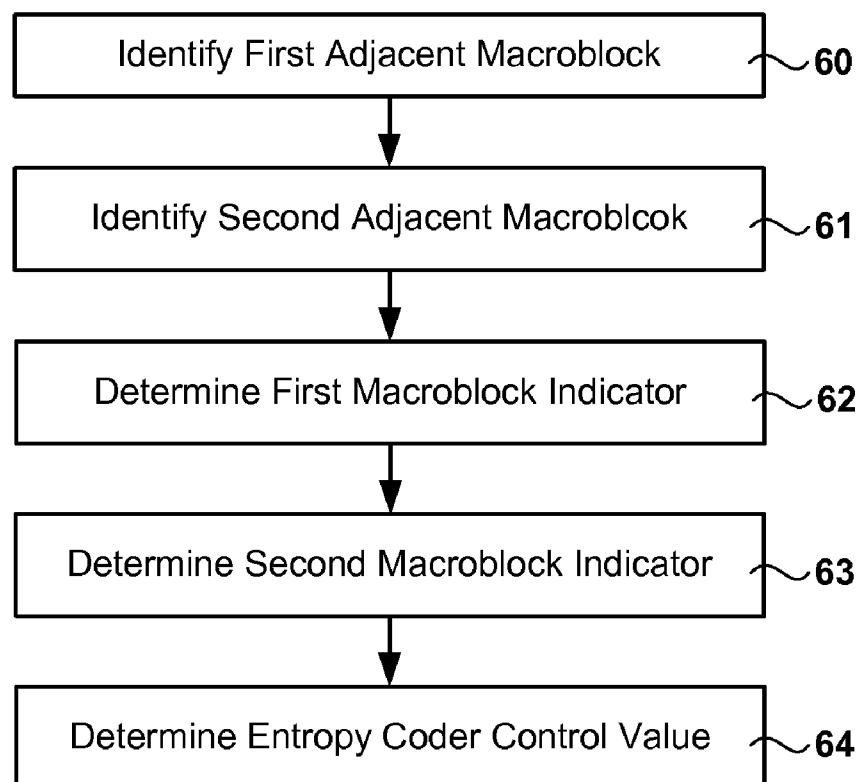 Identify First Adjacent Macroblock 60
Identify Second Adjacent Macroblcok 61
Determine First Macroblock Indicator 62
Determine Second Macroblock Indicator 63
Determine Entropy Coder Control Value 64